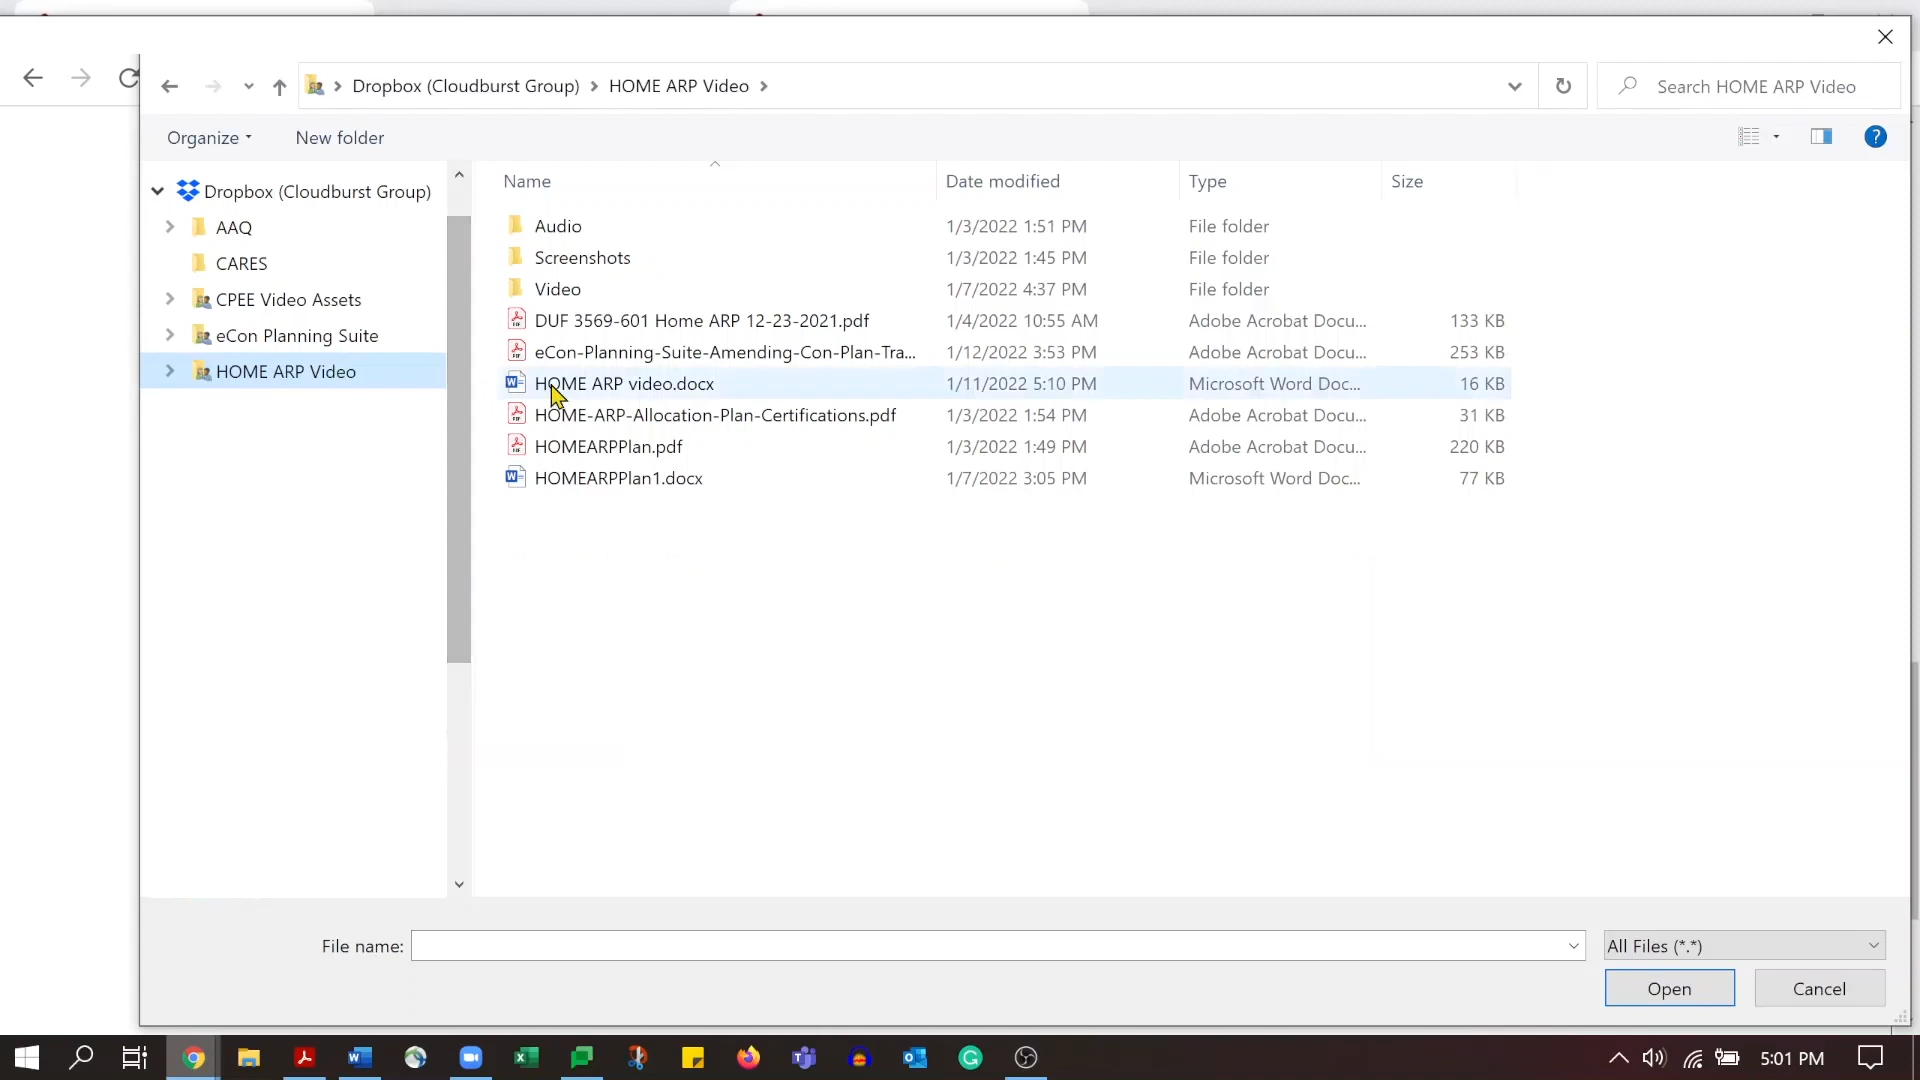 Dropbox (Cloudburst Group) HOME ARP Video
Search HOME ARP Video
Organize
New folder
?
Name Date modified Type Size
Dropbox (Cloudburst Group)
AAQ
CARES
CPEE Video Assets
eCon Planning Suite
HOME ARP Video
Audio 1/3/2022 1:51 PM File folder
Screenshots 1/3/2022 1:45 PM File folder
Video 1/7/2022 4:37 PM File folder
DUF 3569-601 Home ARP 12-23-2021.pdf 1/4/2022 10:55 AM Adobe Acrobat Docu... 133 KB
eCon-Planning-Suite-Amending-Con-Plan-Tra... 1/12/2022 3:53 PM Adobe Acrobat Docu... 253 KB
HOME ARP video.docx 1/11/2022 5:10 PM Microsoft Word Doc... 16 KB
HOME-ARP-Allocation-Plan-Certifications.pdf 1/3/2022 1:54 PM Adobe Acrobat Docu... 31 KB
HOMEARPPlan.pdf 1/3/2022 1:49 PM Adobe Acrobat Docu... 220 KB
HOMEARPPlan1.docx 1/7/2022 3:05 PM Microsoft Word Doc... 77 KB
File name:
All Files (*.*)
Open
Cancel
5:01 PM